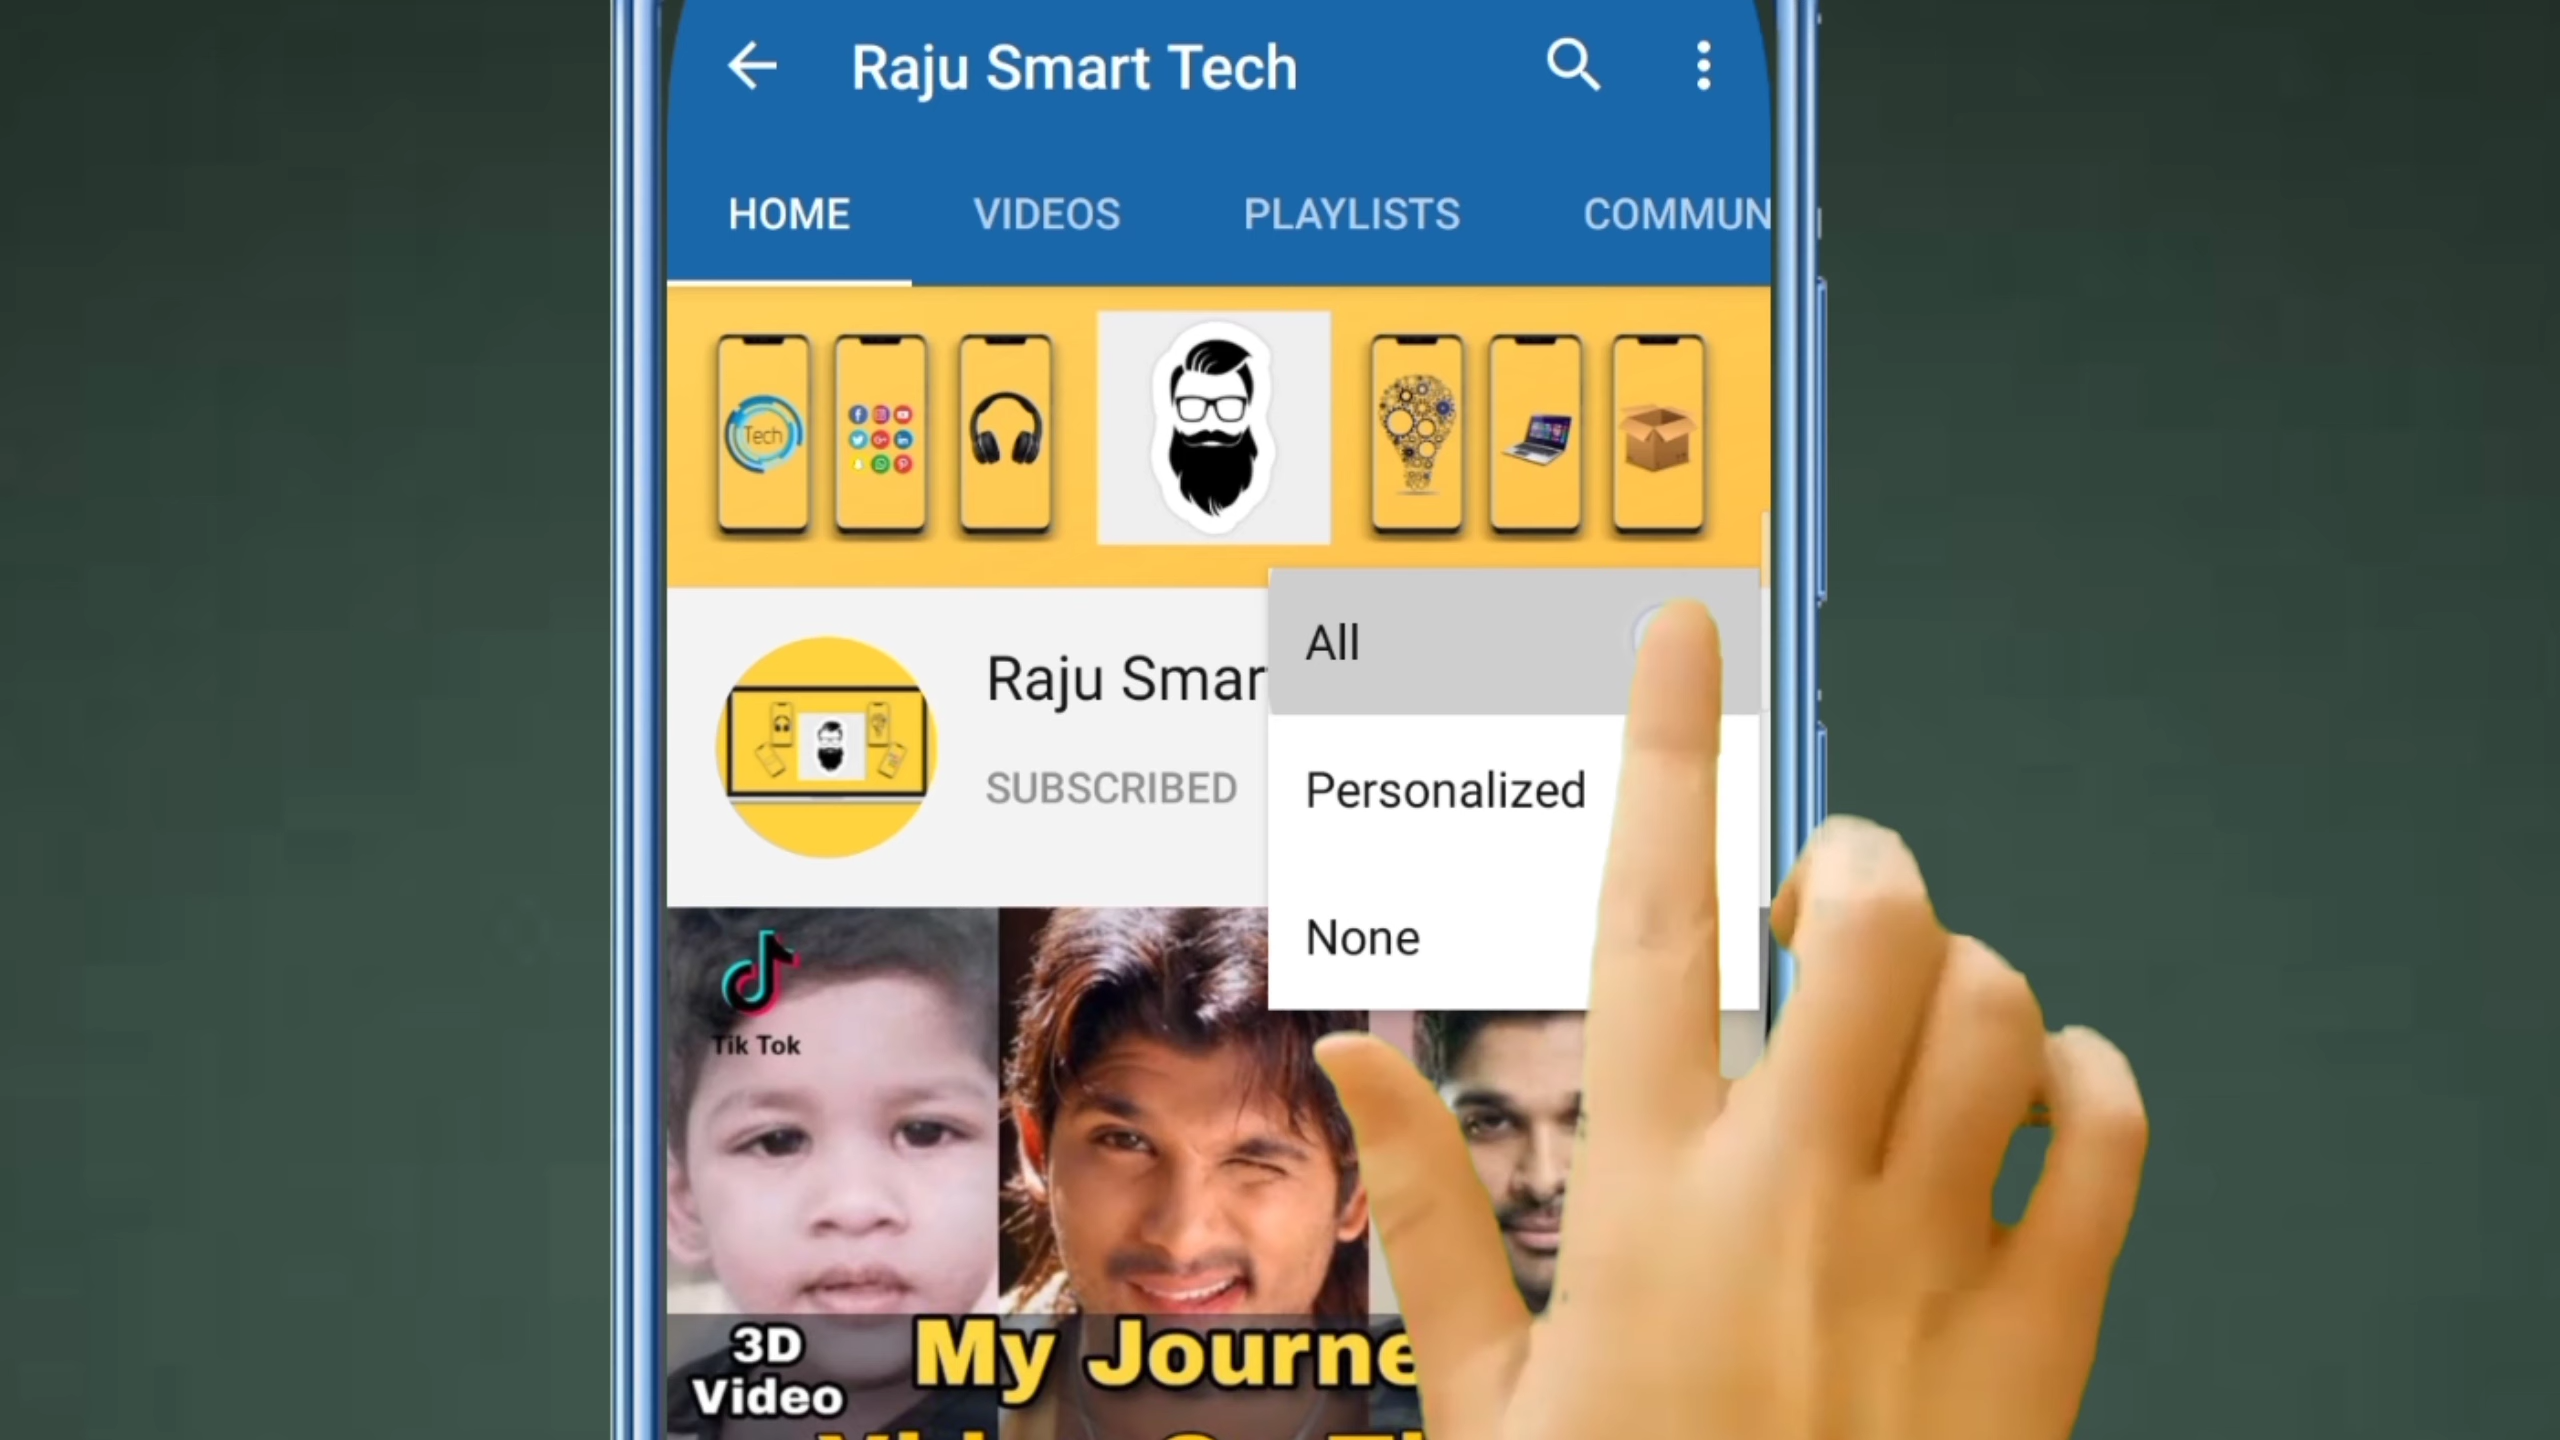 Raju Smart Tech
HOME VIDEOS PLAYLISTS COMMUN
Tech
All
Raju Smar
Personalized
SUBSCRIBED
None
Tik Tok
3D
Video
My Journe